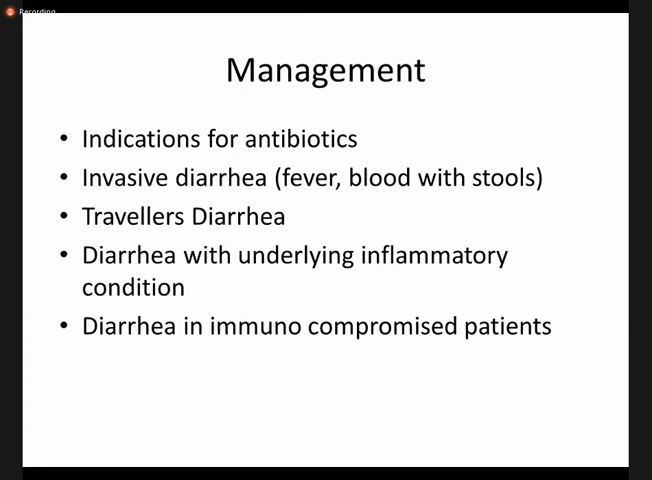 Recording
Management
• Indications for antibiotics
• Invasive diarrhea (fever, blood with stools)
• Travellers Diarrhea
• Diarrhea with underlying inflammatory
condition
• Diarrhea in immuno compromised patients